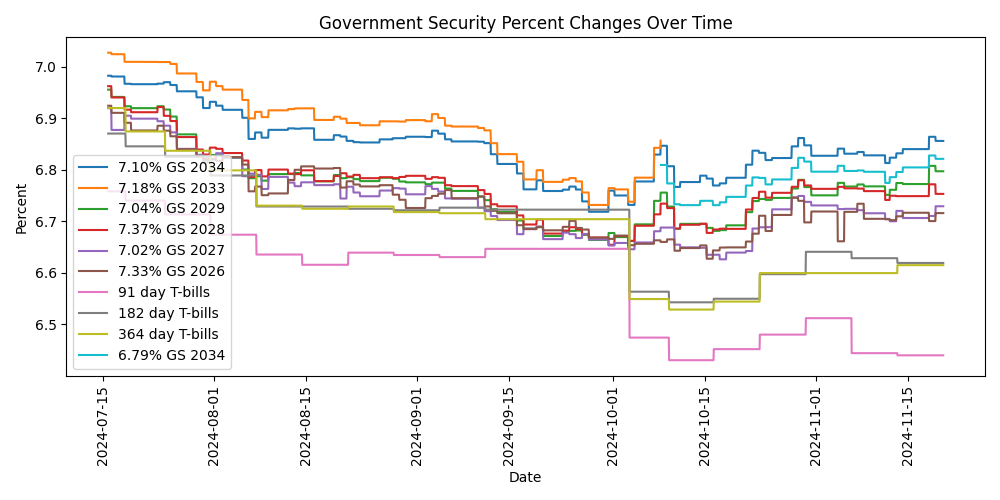 Government Security Percent Changes Over Time
Percent
7.0
6.9
6.8
6.7
6.6
6.5
7.10% GS 2034
7.18% GS 2033
7.04% GS 2029
7.37% GS 2028
7.02% GS 2027
7.33% GS 2026
91 day T-bills
182 day T-bills
364 day T-bills
6.79% GS 2034
2024-07-15
2024-08-01
2024-08-15
2024-09-01
2024-09-15
2024-10-01
2024-10-15
2024-11-01
2024-11-15
Date